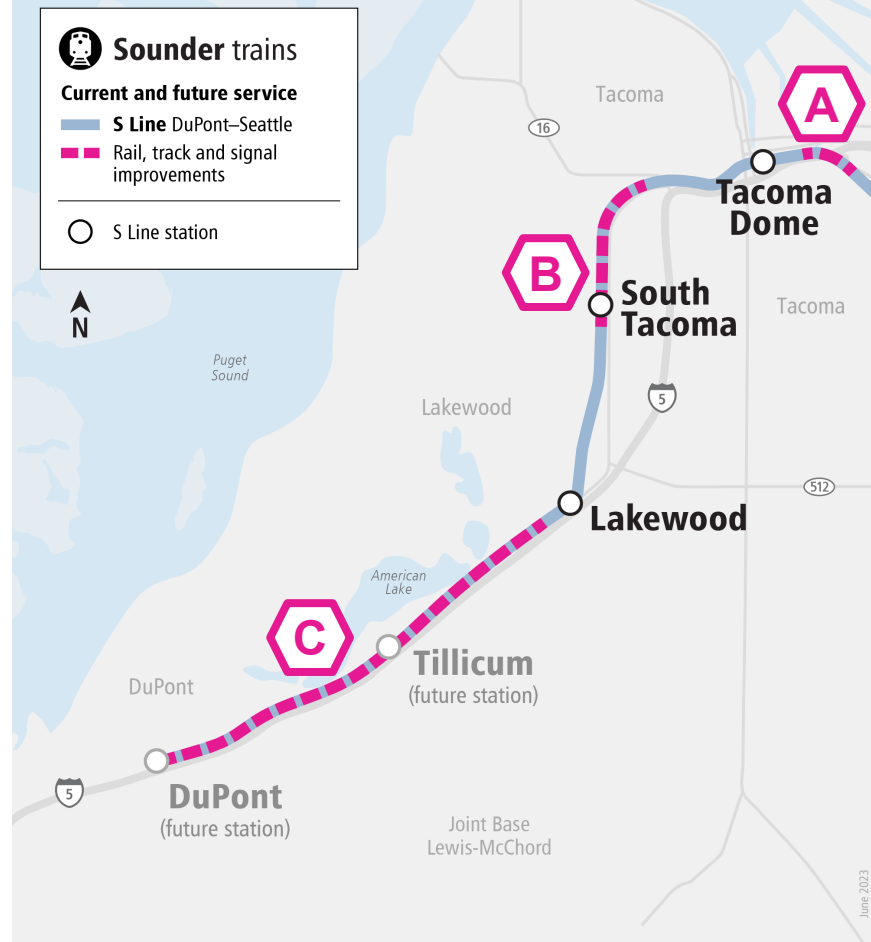 Sounder trains
Current and future service
S Line DuPont–Seattle
Rail, track and signal
improvements
S Line station
N
Puget
Sound
Tacoma
16
A
Tacoma
Dome
B
South
Tacoma
Tacoma
5
Lakewood
512
Lakewood
American
Lake
C
Tillicum
(future station)
DuPont
5
DuPont
(future station)
Joint Base
Lewis-McChord
June 2023